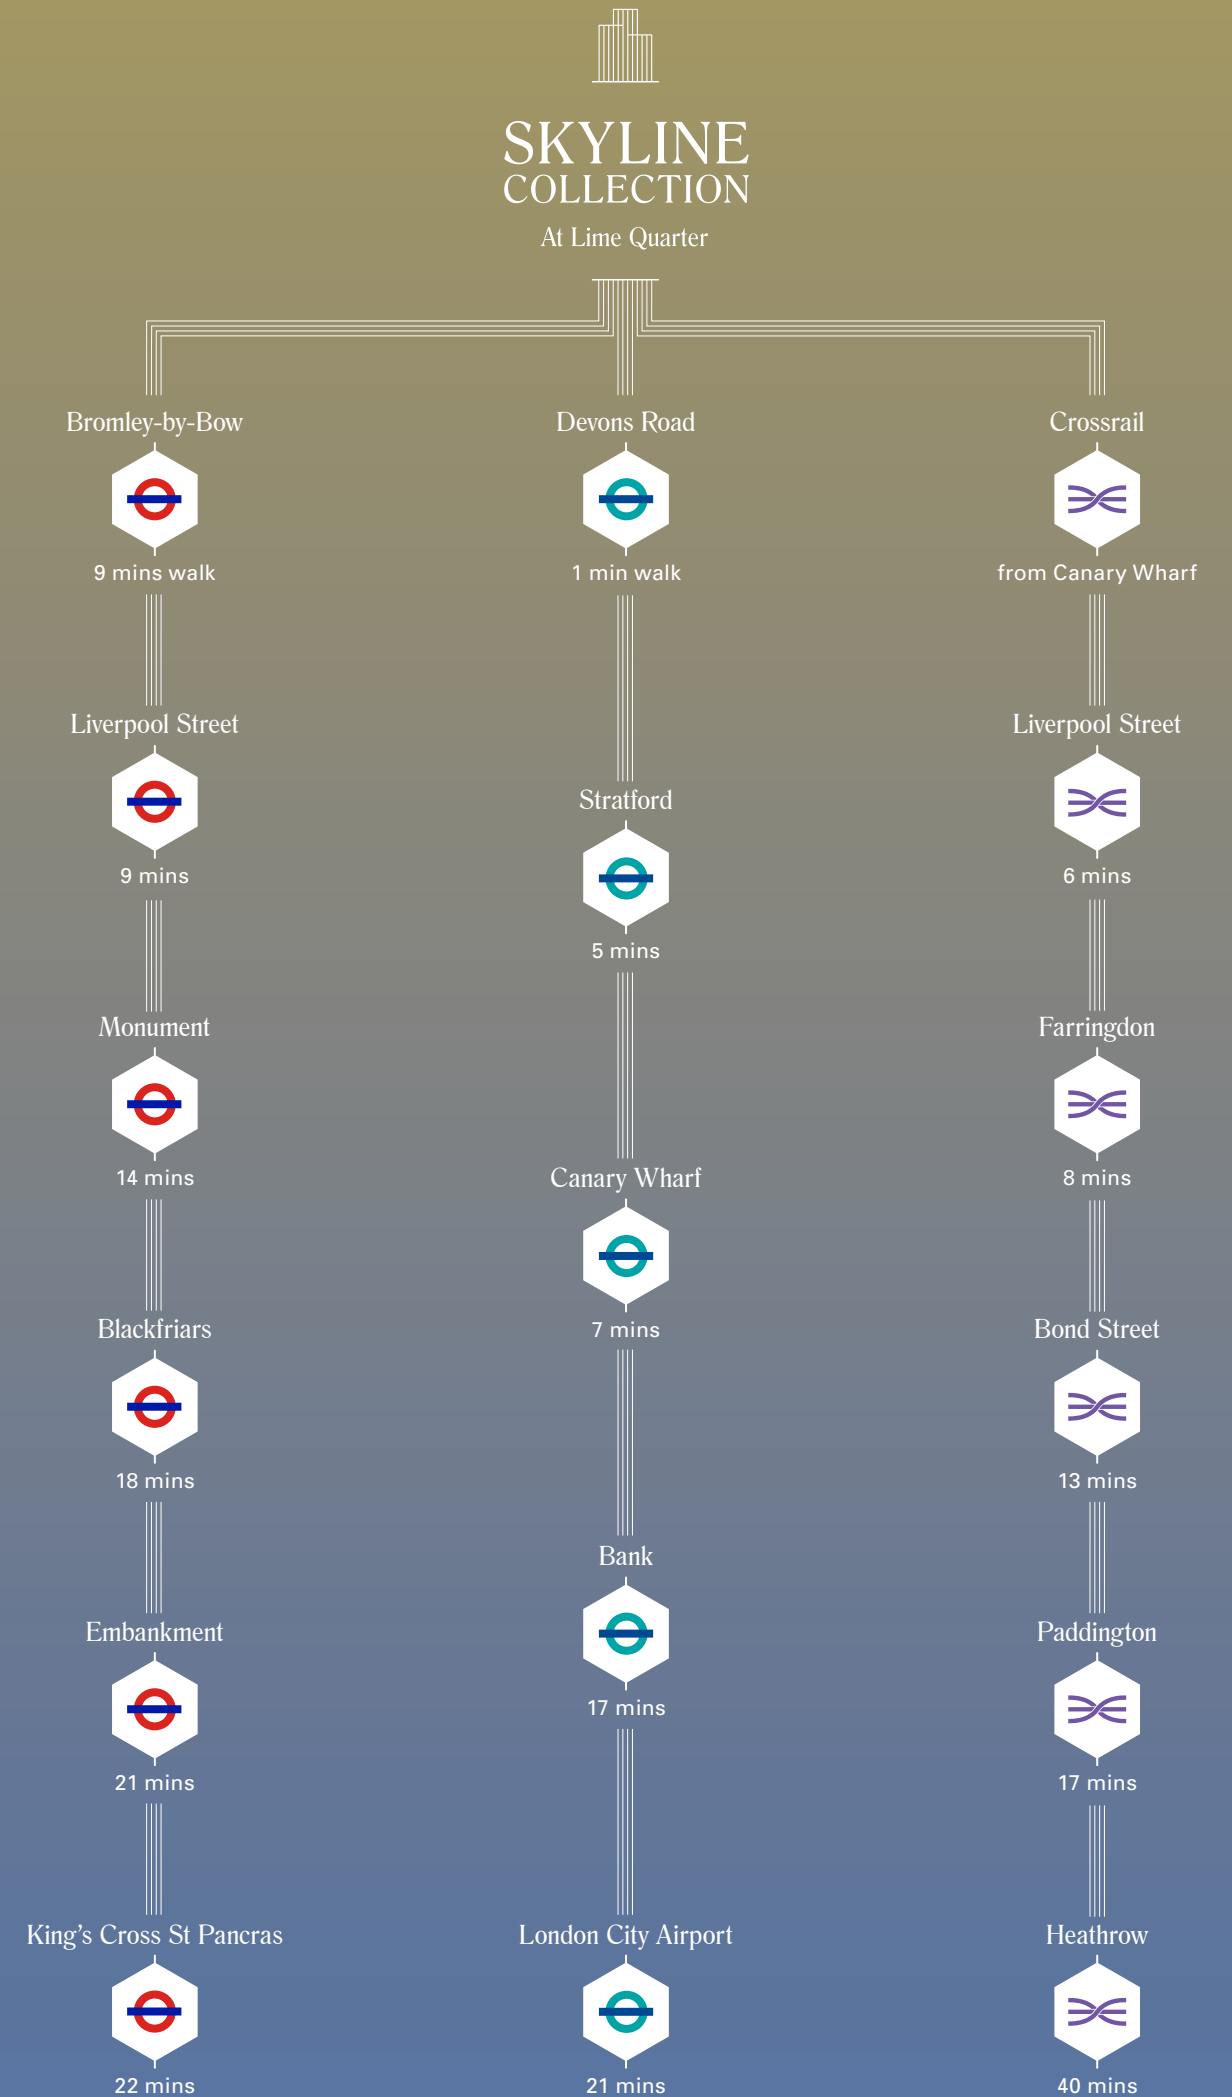 SKYLINE
COLLECTION
At Lime Quarter
Bromley-by-Bow
9 mins walk
Liverpool Street
9 mins
Monument
14 mins
Blackfriars
18 mins
Embankment
21 mins
King’s Cross St Pancras
22 mins
Devons Road
1 min walk
Stratford
5 mins
Canary Wharf
7 mins
Bank
17 mins
London City Airport
21 mins
Crossrail
from Canary Wharf
Liverpool Street
6 mins
Farringdon
8 mins
Bond Street
13 mins
Paddington
17 mins
Heathrow
40 mins